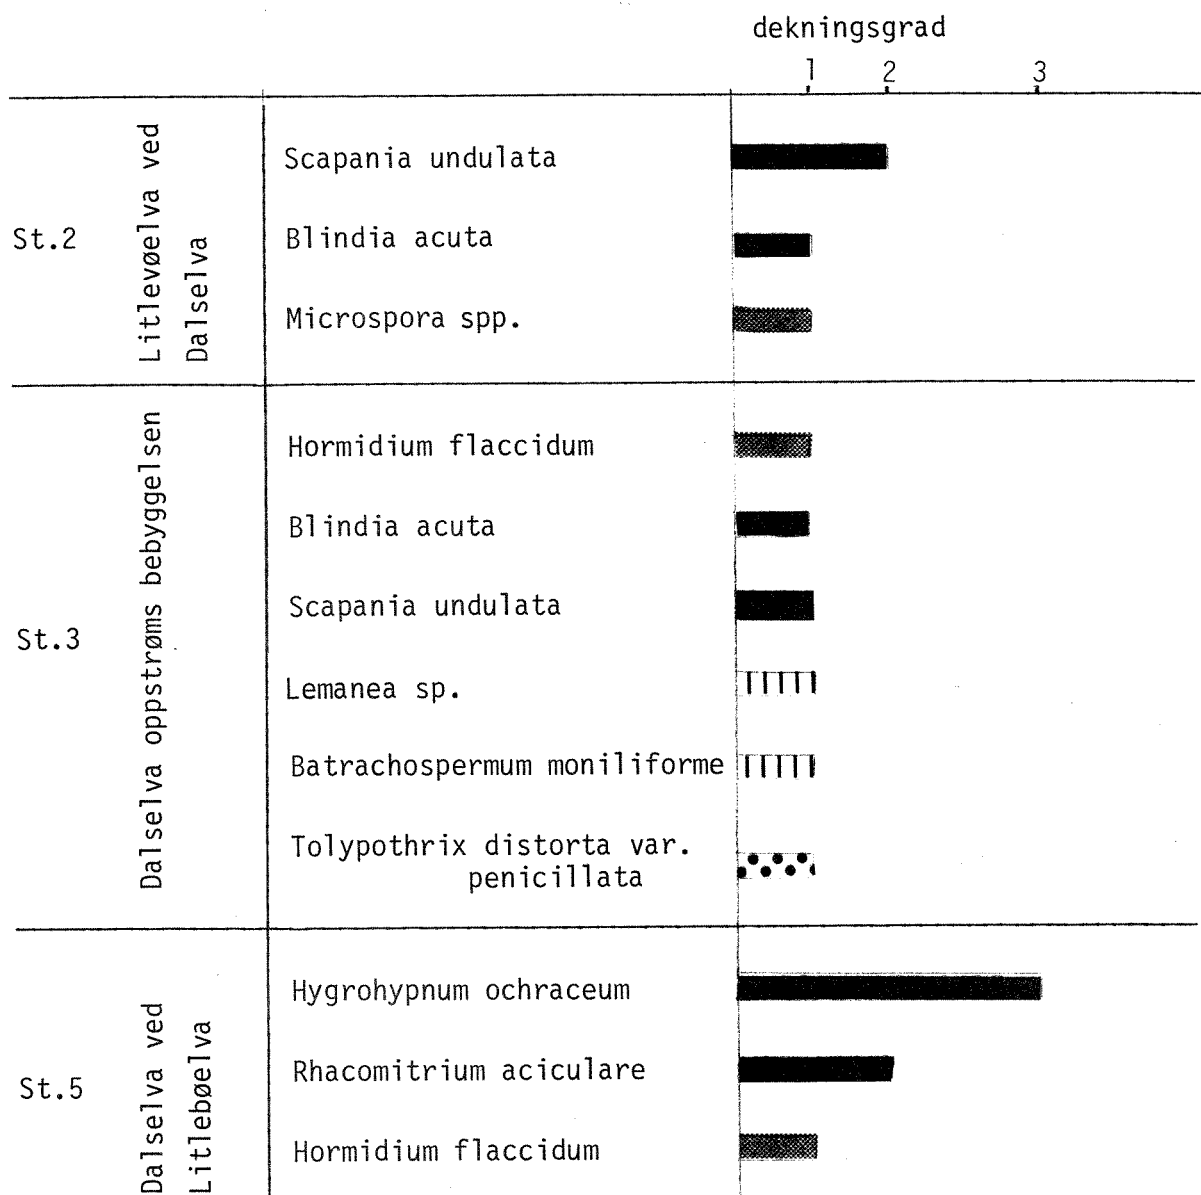 dekningsgrad
1 2 3
St.2
Litlevøelva ved
Dalselva
Scapania undulata
Blindia acuta
Microspora spp.
St.3
Dalselva oppstrøms bebyggelsen
Hormidium flaccidum
Blindia acuta
Scapania undulata
Lemanea sp.
Batrachospermum moniliforme
Tolypothrix distorta var.
penicillata
St.5
Dalselva ved
Litlebøelva
Hygrohypnum ochraceum
Rhacomitrium aciculare
Hormidium flaccidum